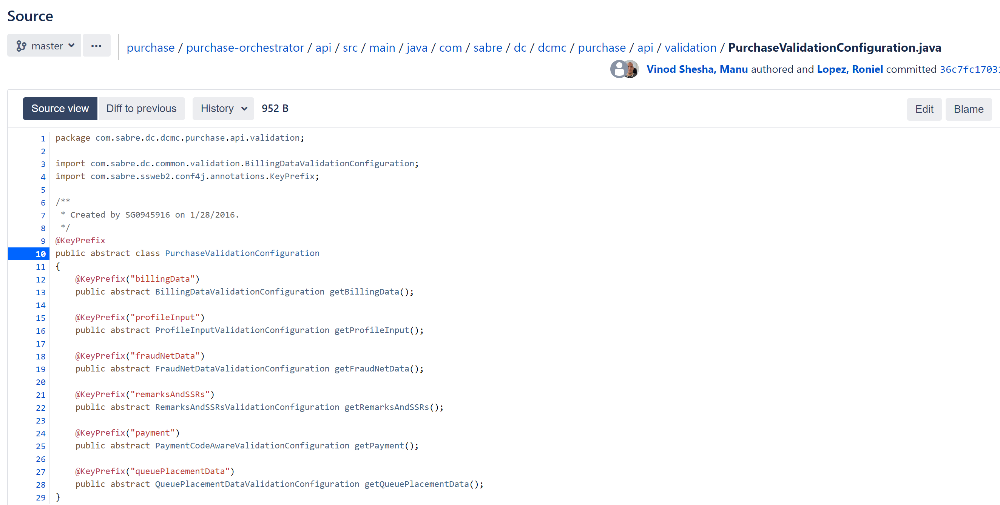 Source
master ... purchase / purchase-orchestrator / api / src / main / java / com / sabre / dc / dcmc / purchase / api / validation / PurchaseValidationConfiguration.java
Vinod Shesha, Manu authored and Lopez, Roniel committed 36c7fc17031
Source view Diff to previous History 952 B Edit Blame
1 package com.sabre.dc.dcmc.purchase.api.validation;
2
3 import com.sabre.dc.common.validation.BillingDataValidationConfiguration;
4 import com.sabre.ssweb2.conf4j.annotations.KeyPrefix;
5
6 /**
7  * Created by SG0945916 on 1/28/2016.
8  */
9 @KeyPrefix
10 public abstract class PurchaseValidationConfiguration
11 {
12     @KeyPrefix("billingData")
13     public abstract BillingDataValidationConfiguration getBillingData();
14
15     @KeyPrefix("profileInput")
16     public abstract ProfileInputValidationConfiguration getProfileInput();
17
18     @KeyPrefix("fraudNetData")
19     public abstract FraudNetDataValidationConfiguration getFraudNetData();
20
21     @KeyPrefix("remarksAndSSRs")
22     public abstract RemarksAndSSRsValidationConfiguration getRemarksAndSSRs();
23
24     @KeyPrefix("payment")
25     public abstract PaymentCodeAwareValidationConfiguration getPayment();
26
27     @KeyPrefix("queuePlacementData")
28     public abstract QueuePlacementDataValidationConfiguration getQueuePlacementData();
29 }